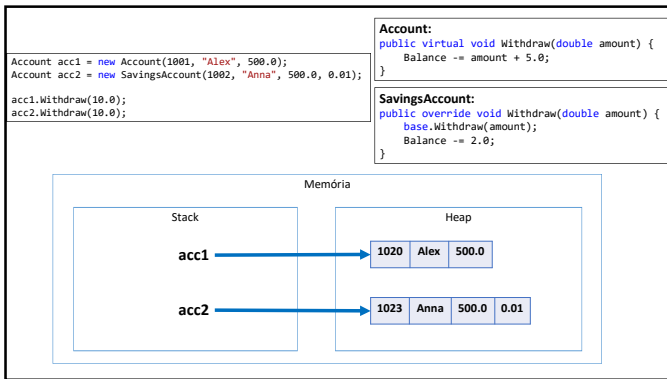 Account acc1 = new Account(1001, "Alex", 500.0);
Account acc2 = new SavingsAccount(1002, "Anna", 500.0, 0.01);
acc1.Withdraw(10.0);
acc2.Withdraw(10.0);
Account:
public virtual void Withdraw(double amount) {
Balance -= amount + 5.0;
}
SavingsAccount:
public override void Withdraw(double amount) {
base.Withdraw(amount);
Balance -= 2.0;
}
Memória
Stack
Heap
acc1
1020 Alex 500.0
acc2
1023 Anna 500.0 0.01